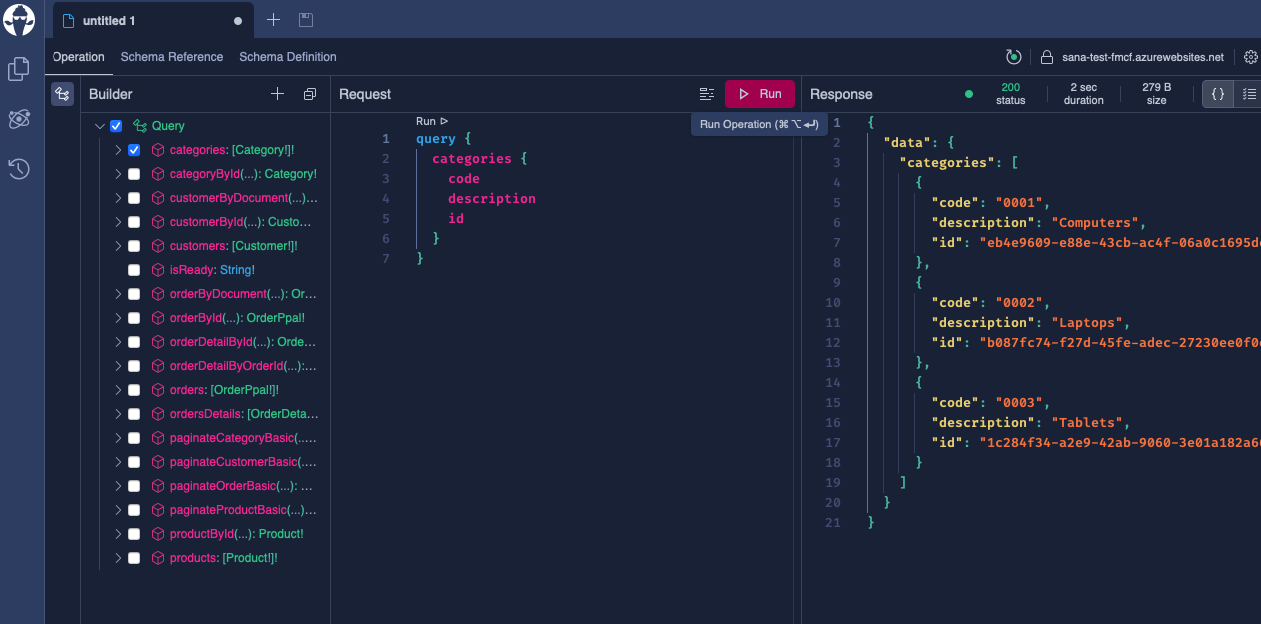 untitled 1
Operation Schema Reference Schema Definition
sana-test-fmcf.azurewebsites.net
Builder
Query
categories: [Category!]!
categoryById(...): Category!
customerByDocument(...)...
customerById(...): Custo...
customers: [Customer!]!
isReady: String!
orderByDocument(...): Or...
orderById(...): OrderPpal!
orderDetailById(...): Orde...
orderDetailByOrderId(...):...
orders: [OrderPpal!]!
ordersDetails: [OrderDeta...
paginateCategoryBasic(.....
paginateCustomerBasic(....
paginateOrderBasic(...): ...
paginateProductBasic(...)...
productById(...): Product!
products: [Product!]!
Request
Run
Run Operation (⌘⌥↩)
Run ▷
1 query {
2 categories {
3 code
4 description
5 id
6 }
7 }
Response
200 status
2 sec duration
279 B size
{ }
1 {
2 "data": {
3 "categories": [
4 {
5 "code": "0001",
6 "description": "Computers",
7 "id": "eb4e9609-e88e-43cb-ac4f-06a0c1695d
8 },
9 {
10 "code": "0002",
11 "description": "Laptops",
12 "id": "b087fc74-f27d-45fe-adec-27230ee0f0
13 },
14 {
15 "code": "0003",
16 "description": "Tablets",
17 "id": "1c284f34-a2e9-42ab-9060-3e01a182a6
18 }
19 ]
20 }
21 }